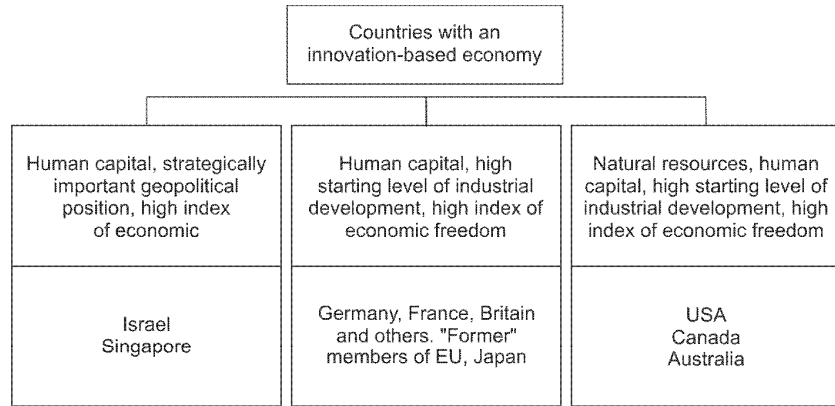 Countries with an
innovation-based economy
Human capital, strategically
important geopolitical
position, high index
of economic
Human capital, high
starting level of industrial
development, high index of
economic freedom
Natural resources, human
capital, high starting level of
industrial development, high
index of economic freedom
Israel
Singapore
Germany, France, Britain
and others. "Former"
members of EU, Japan
USA
Canada
Australia